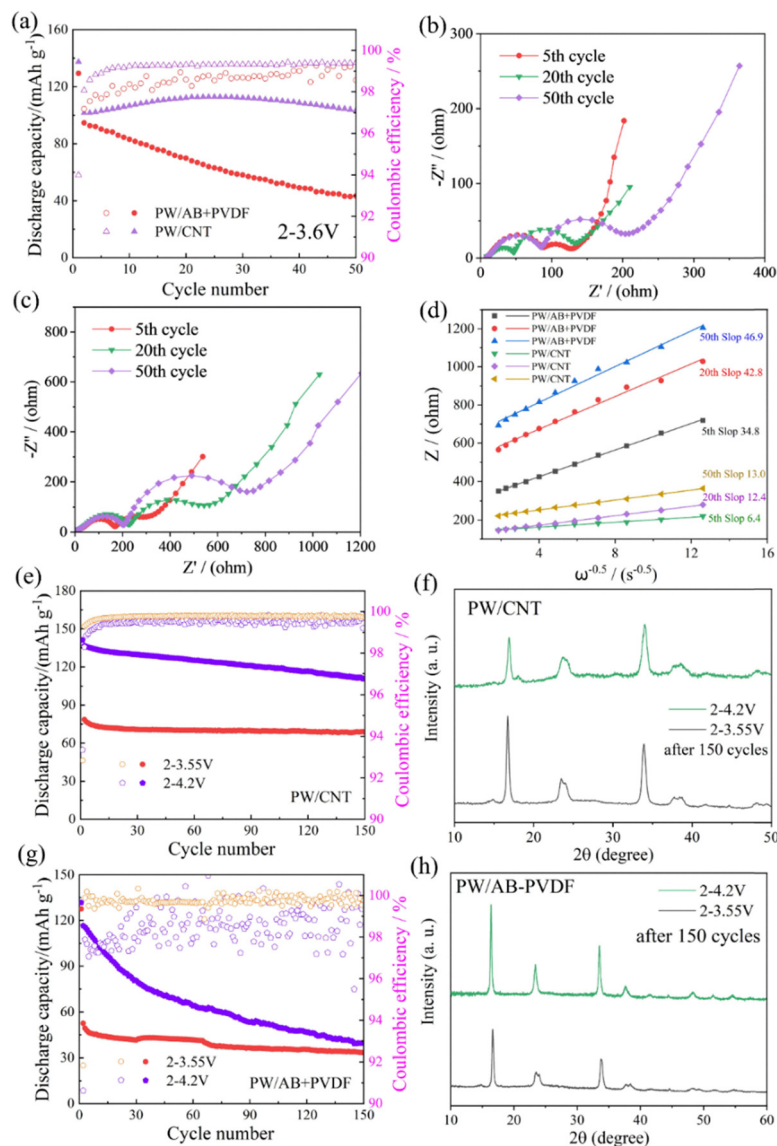 (a)
160
140
120
100
80
60
40
0
100
98
96
94
92
90
Discharge capacity/(mAh g⁻¹)
Coulombic efficiency / %
PW/AB+PVDF
PW/CNT
2-3.6V
0 10 20 30 40 50
Cycle number
(b)
5th cycle
20th cycle
50th cycle
300
250
200
150
100
50
0
-Z'' / (ohm)
0 100 200 300 400
Z' / (ohm)
(c)
5th cycle
20th cycle
50th cycle
800
600
400
200
0
-Z'' / (ohm)
0 200 400 600 800 1000 1200
Z' / (ohm)
(d)
PW/AB+PVDF
PW/AB+PVDF
PW/AB+PVDF
PW/CNT
PW/CNT
PW/CNT
1200
1000
800
600
400
200
Z / (ohm)
50th Slop 46.9
20th Slop 42.8
5th Slop 34.8
50th Slop 13.0
20th Slop 12.4
5th Slop 6.4
4 8 12 16
ω⁻⁰·⁵ / (s⁻⁰·⁵)
(e)
180
150
125
100
75
50
25
0
100
98
96
94
92
90
Discharge capacity/(mAh g⁻¹)
Coulombic efficiency / %
2-3.55V
2-4.2V
PW/CNT
0 30 60 90 120 150
Cycle number
(f)
PW/CNT
2-4.2V
2-3.55V
after 150 cycles
Intensity (a. u.)
10 20 30 40 50
2θ (degree)
(g)
150
130
110
90
60
30
0
100
98
96
94
92
90
Discharge capacity/(mAh g⁻¹)
Coulombic efficiency / %
2-3.55V
2-4.2V
PW/AB+PVDF
0 30 60 90 120 150
Cycle number
(h)
PW/AB-PVDF
2-4.2V
2-3.55V
after 150 cycles
Intensity (a. u.)
10 20 30 40 50 60
2θ (degree)